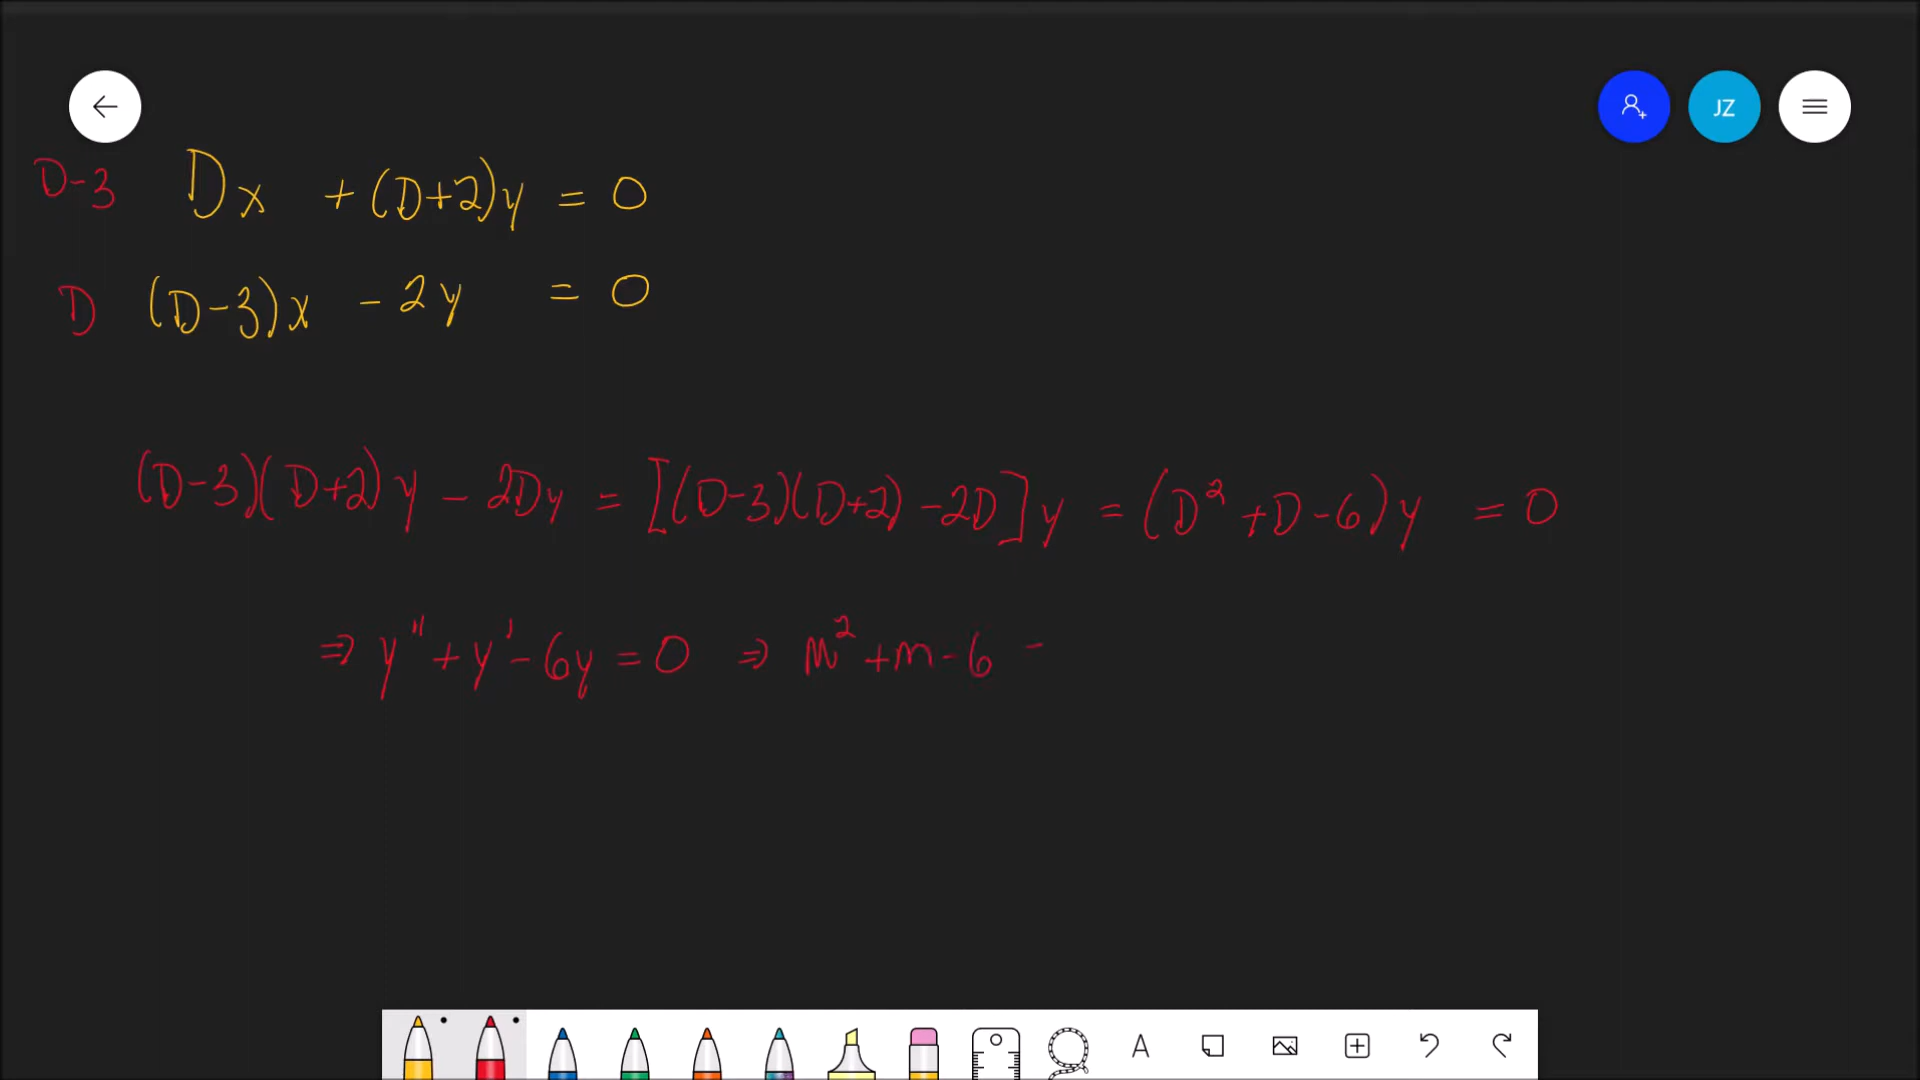 JZ
D-3 Dx + (D+2)y = 0
D (D-3)x - 2y = 0
(D-3)(D+2)y - 2Dy = [(D-3)(D+2) - 2D]y = (D² + D - 6)y = 0
⇒ y'' + y' - 6y = 0 ⇒ m² + m - 6 -
A